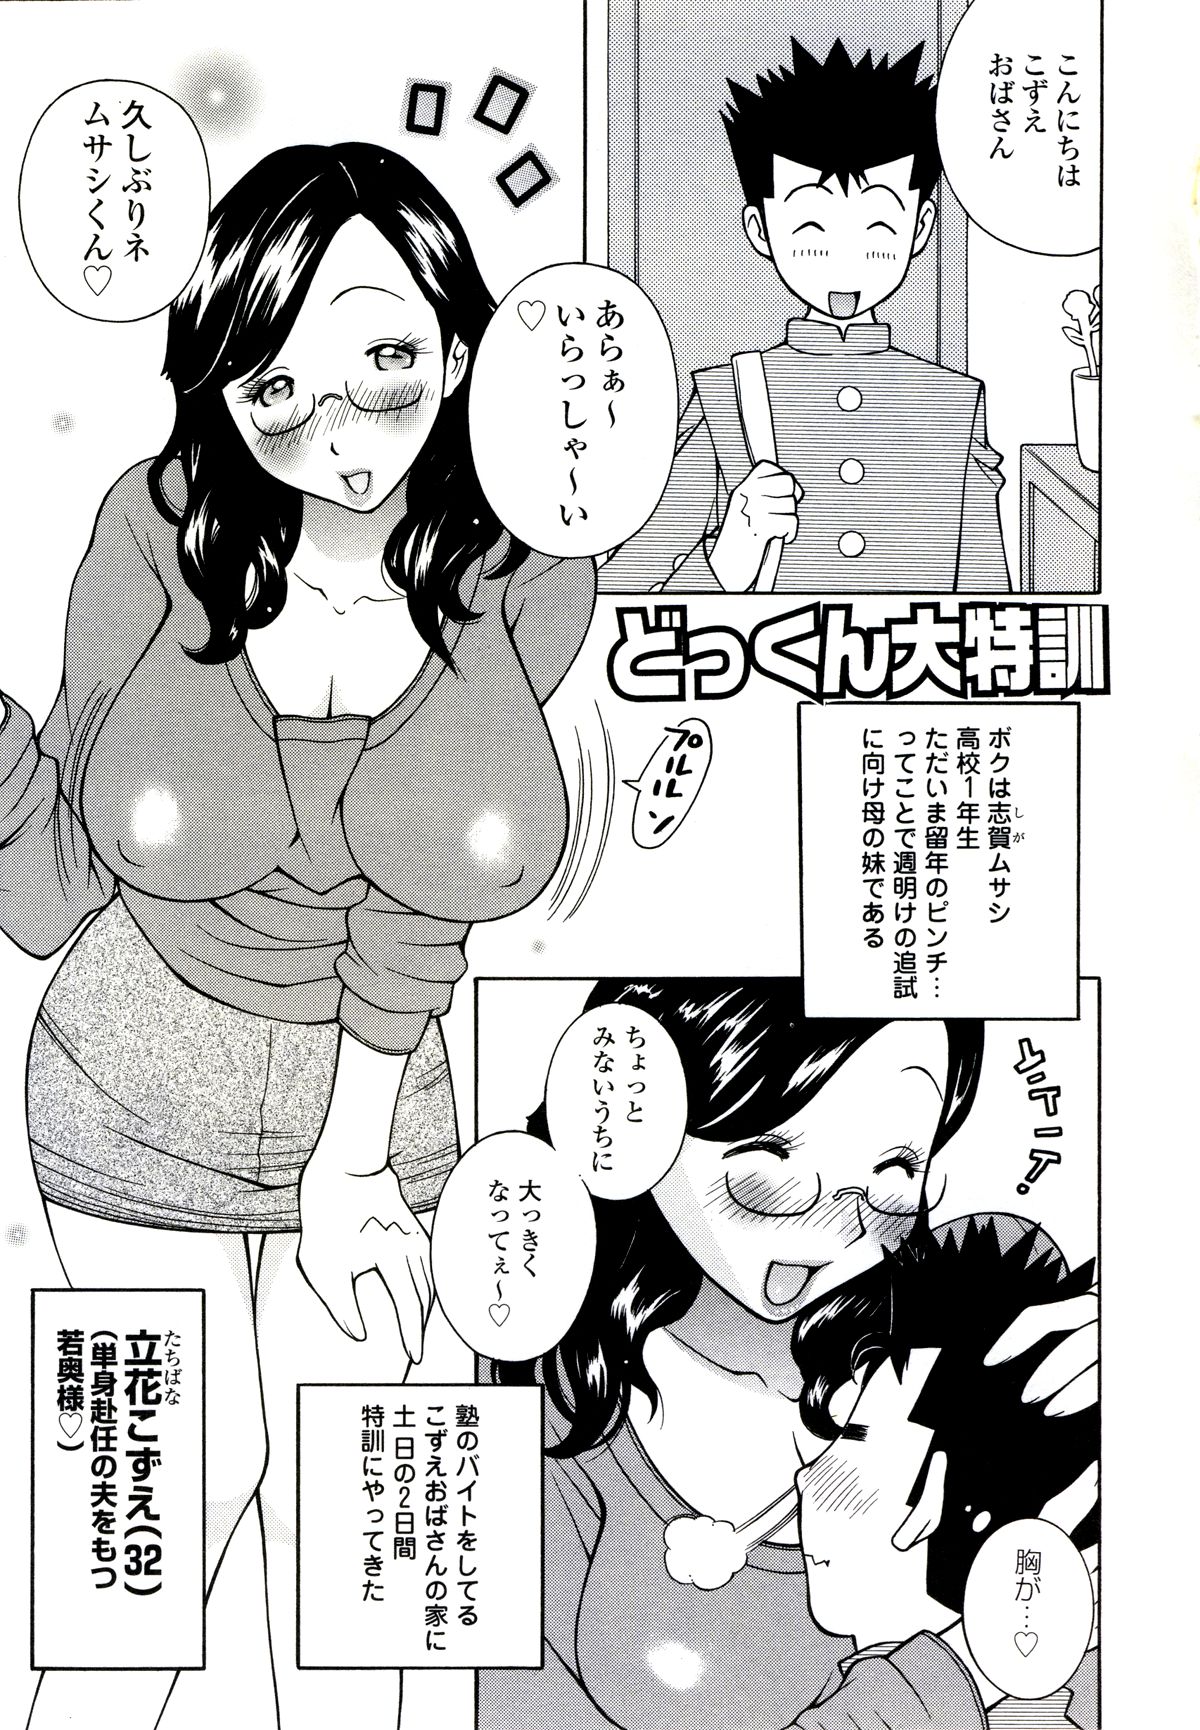 こんにちは
こずえ
おばさん
あらぁ～
いらっしゃ～い
♡
久しぶりネ
ムサシくん♡
どっくん大特訓
プルルン
ボクは志賀ムサシ
しが
高校1年生
ただいま留年のピンチ…
ってことで週明けの追試
に向け母の妹である
ちょっと
みないうちに
大っきく
なってぇ～♡
胸が…♡
塾のバイトをしてる
こずえおばさんの家に
土日の2日間
特訓にやってきた
たちばな
立花こずえ(32)
(単身赴任の夫をもつ
若奥様♡)